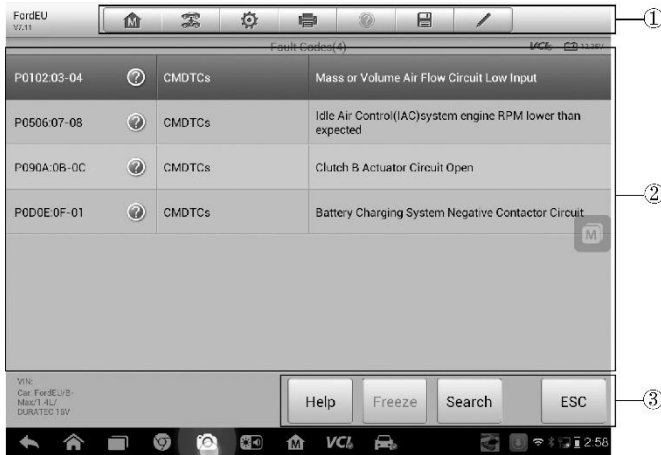 FordEU
V7.11
M
①
Fault Codes(4)
VCI
P0102:03-04 ? CMDTCs Mass or Volume Air Flow Circuit Low Input
P0506:07-08 ? CMDTCs Idle Air Control(IAC)system engine RPM lower than
expected
P090A:0B-0C ? CMDTCs Clutch B Actuator Circuit Open
②
P0D0E:0F-01 ? CMDTCs Battery Charging System Negative Contactor Circuit
M
VIN:
Car: FordEU/B-
Max/1.4L/
DURATEC 16V
Help Freeze Search ESC
③
M VCI 2:58